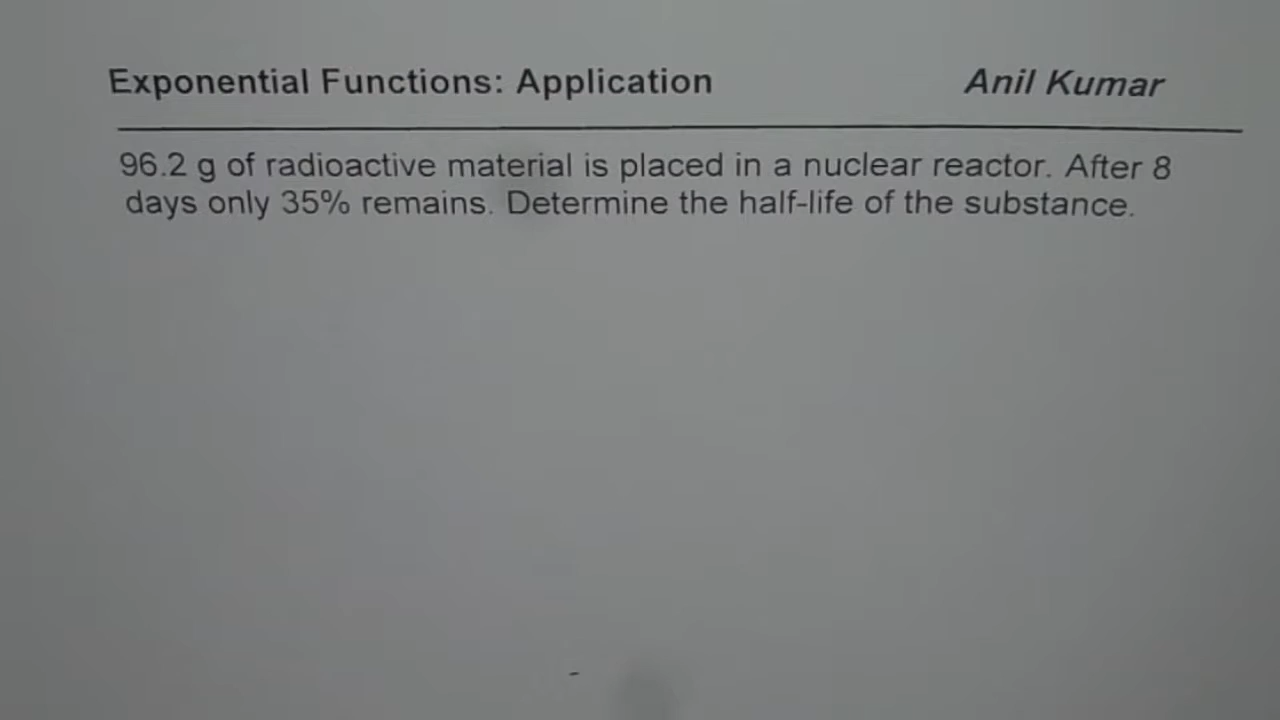 Exponential Functions: Application Anil Kumar
96.2 g of radioactive material is placed in a nuclear reactor. After 8
days only 35% remains. Determine the half-life of the substance.